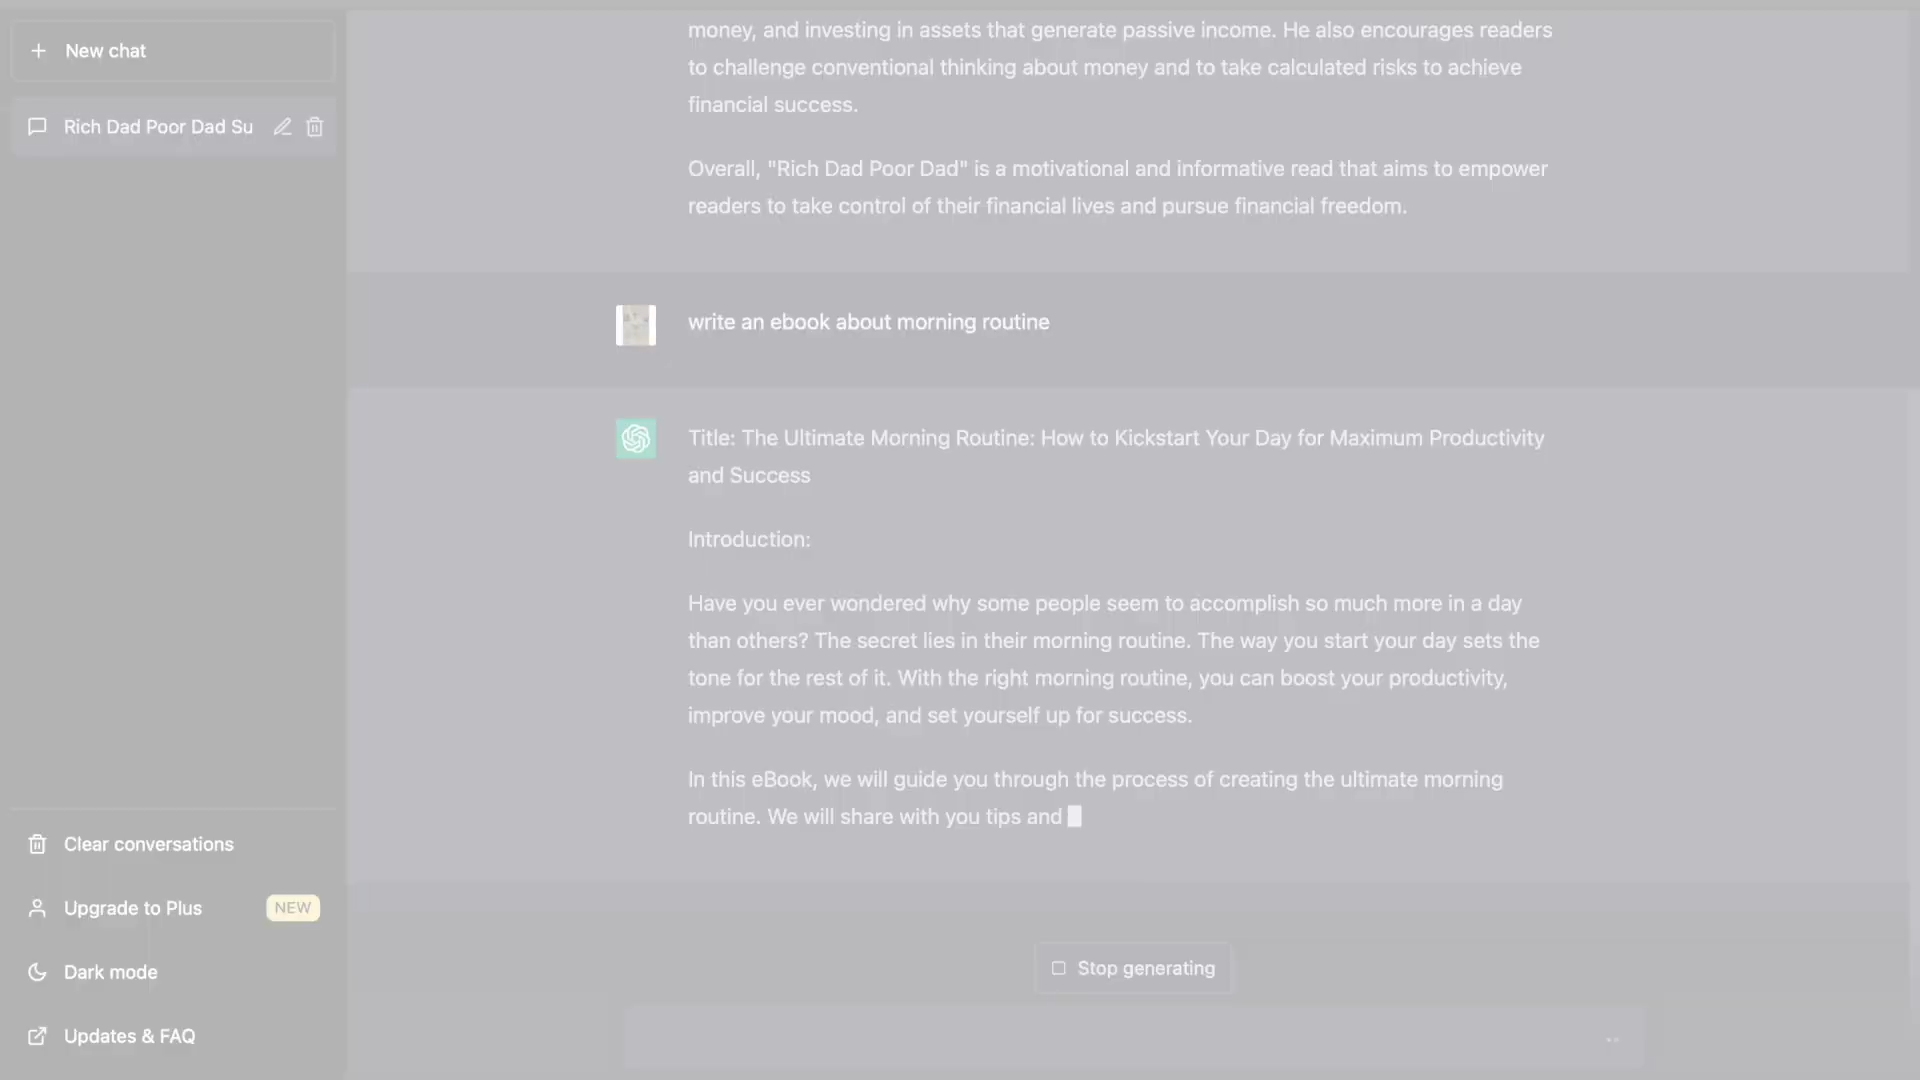 New chat
Rich Dad Poor Dad Su
Clear conversations
Upgrade to Plus
NEW
Dark mode
Updates & FAQ
money, and investing in assets that generate passive income. He also encourages readers
to challenge conventional thinking about money and to take calculated risks to achieve
financial success.
Overall, "Rich Dad Poor Dad" is a motivational and informative read that aims to empower
readers to take control of their financial lives and pursue financial freedom.
write an ebook about morning routine
Title: The Ultimate Morning Routine: How to Kickstart Your Day for Maximum Productivity
and Success
Introduction:
Have you ever wondered why some people seem to accomplish so much more in a day
than others? The secret lies in their morning routine. The way you start your day sets the
tone for the rest of it. With the right morning routine, you can boost your productivity,
improve your mood, and set yourself up for success.
In this eBook, we will guide you through the process of creating the ultimate morning
routine. We will share with you tips and
Stop generating